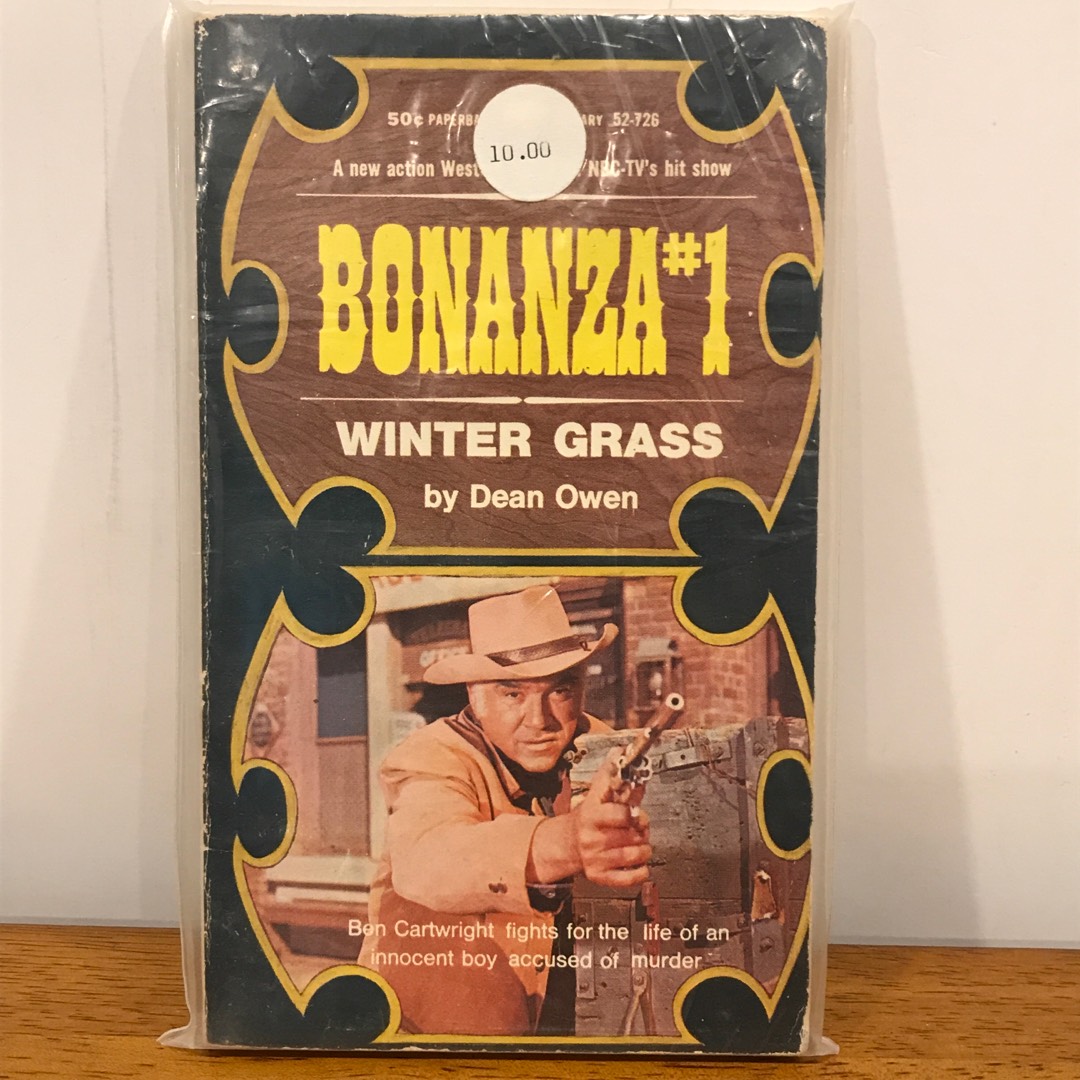 50¢ PAPERBA ARY 52-726
10.00
A new action West NBC-TV's hit show
BONANZA #1
WINTER GRASS
by Dean Owen
Ben Cartwright fights for the life of an
innocent boy accused of murder